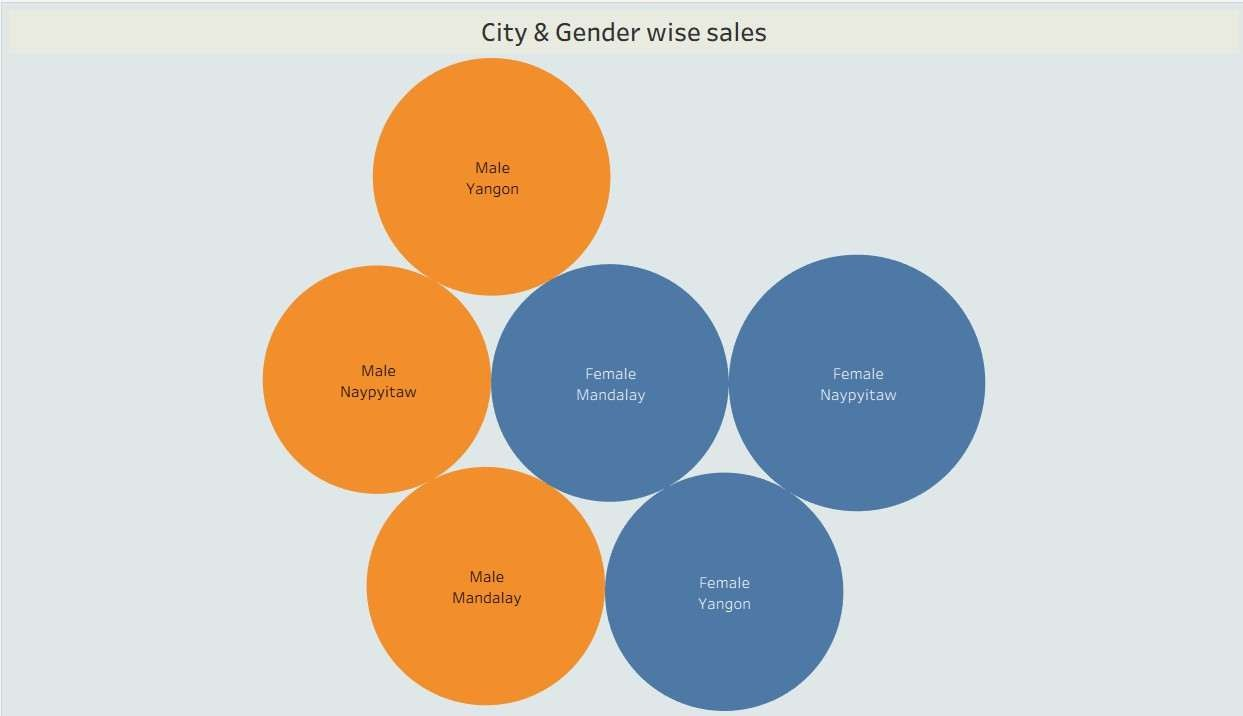 City & Gender wise sales
Male
Yangon
Male
Naypyitaw
Female
Mandalay
Female
Naypyitaw
Male
Mandalay
Female
Yangon